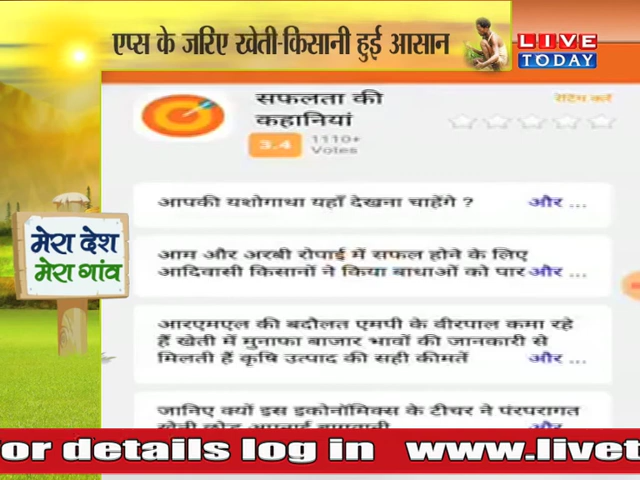 एप्स के जरिए खेती-किसानी हुई आसान
LIVE
TODAY
सफलता की
कहानियां
रेटिंग करें
3.4
1110+
Votes
आपकी यशोगाधा यहाँ देखना चाहेंगे ? और ...
मेरा देश
मेरा गांव
आम और अरबी रोपाई में सफल होने के लिए
आदिवासी किसानों ने किया बाधाओं को पार और ...
आरएमएल की बदौलत एमपी के वीरपाल कमा रहे
हैं खेती में मुनाफा बाजार भावों की जानकारी से
मिलती हैं कृषि उत्पाद की सही कीमतें और ...
जानिए क्यों इस इकोनॉमिक्स के टीचर ने पंरपरागत
or details log in www.livet